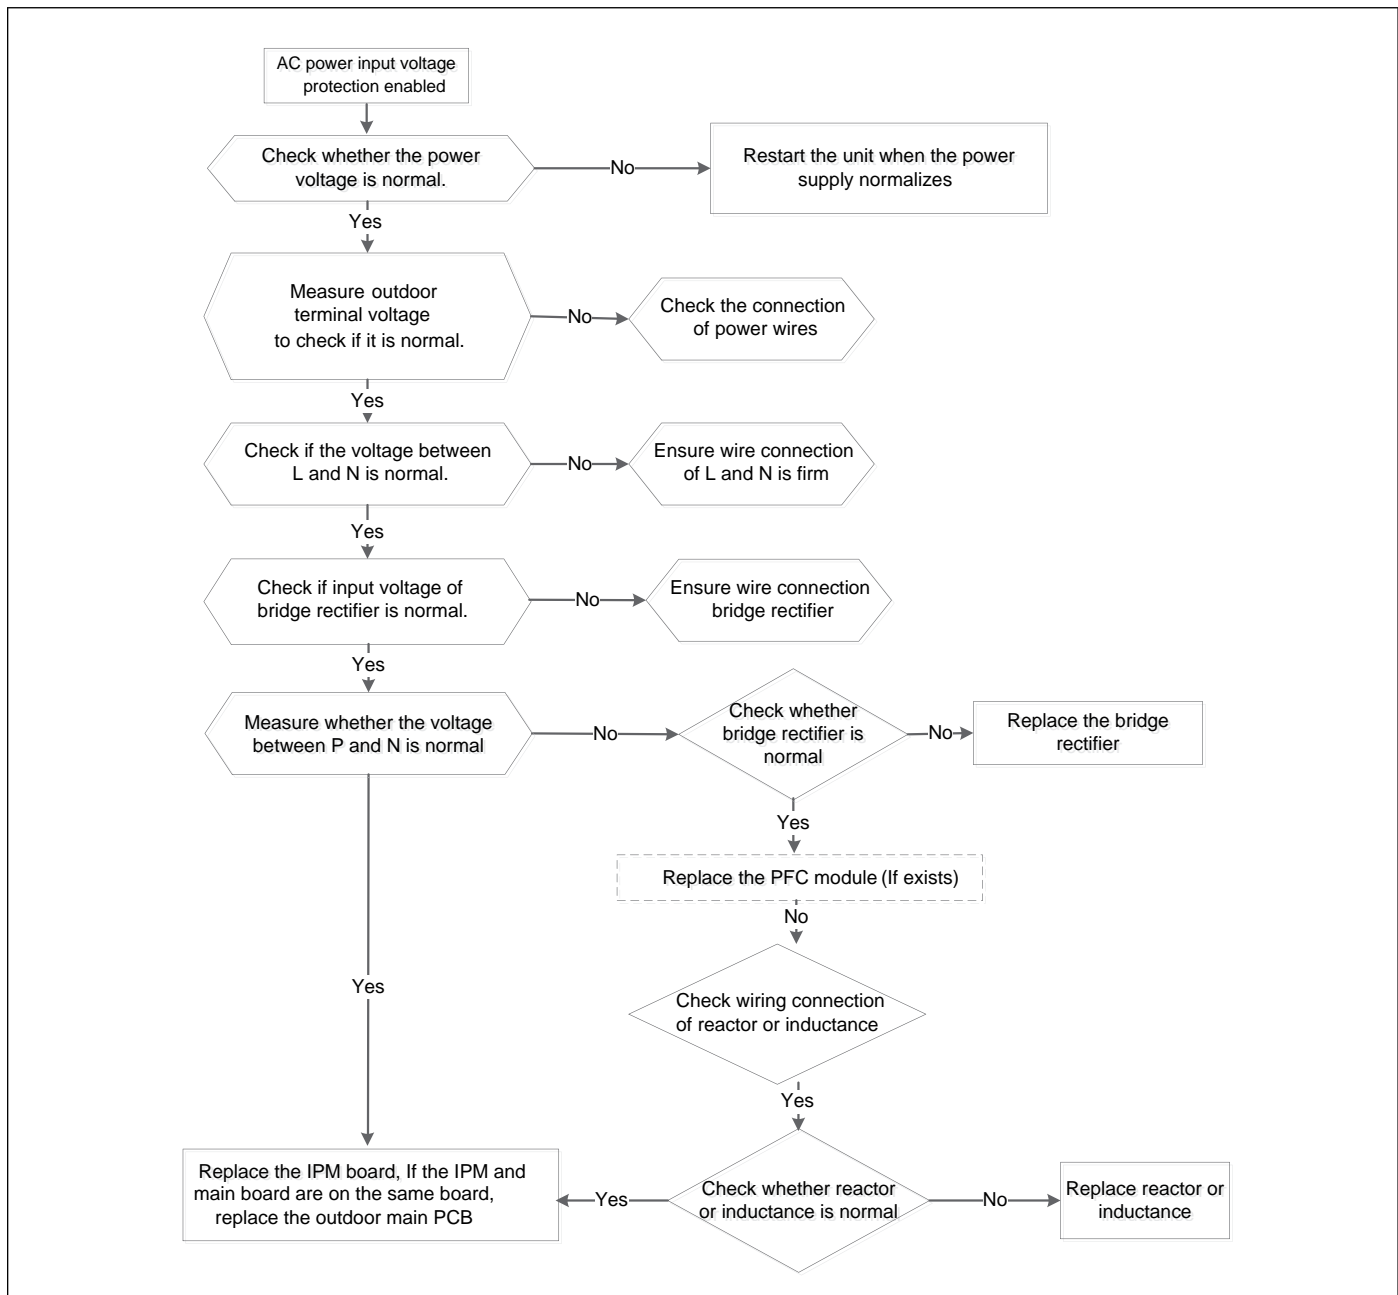 AC power input voltage
protection enabled
Check whether the power
voltage is normal.
No
Restart the unit when the power
supply normalizes
Yes
Measure outdoor
terminal voltage
to check if it is normal.
No
Check the connection
of power wires
Yes
Check if the voltage between
L and N is normal.
No
Ensure wire connection
of L and N is firm
Yes
Check if input voltage of
bridge rectifier is normal.
No
Ensure wire connection
bridge rectifier
Yes
Measure whether the voltage
between P and N is normal
No
Check whether
bridge rectifier is
normal
No
Replace the bridge
rectifier
Yes
Replace the PFC module (If exists)
No
Check wiring connection
of reactor or inductance
Yes
Yes
Replace the IPM board, If the IPM and
main board are on the same board,
replace the outdoor main PCB
Yes
Check whether reactor
or inductance is normal
No
Replace reactor or
inductance